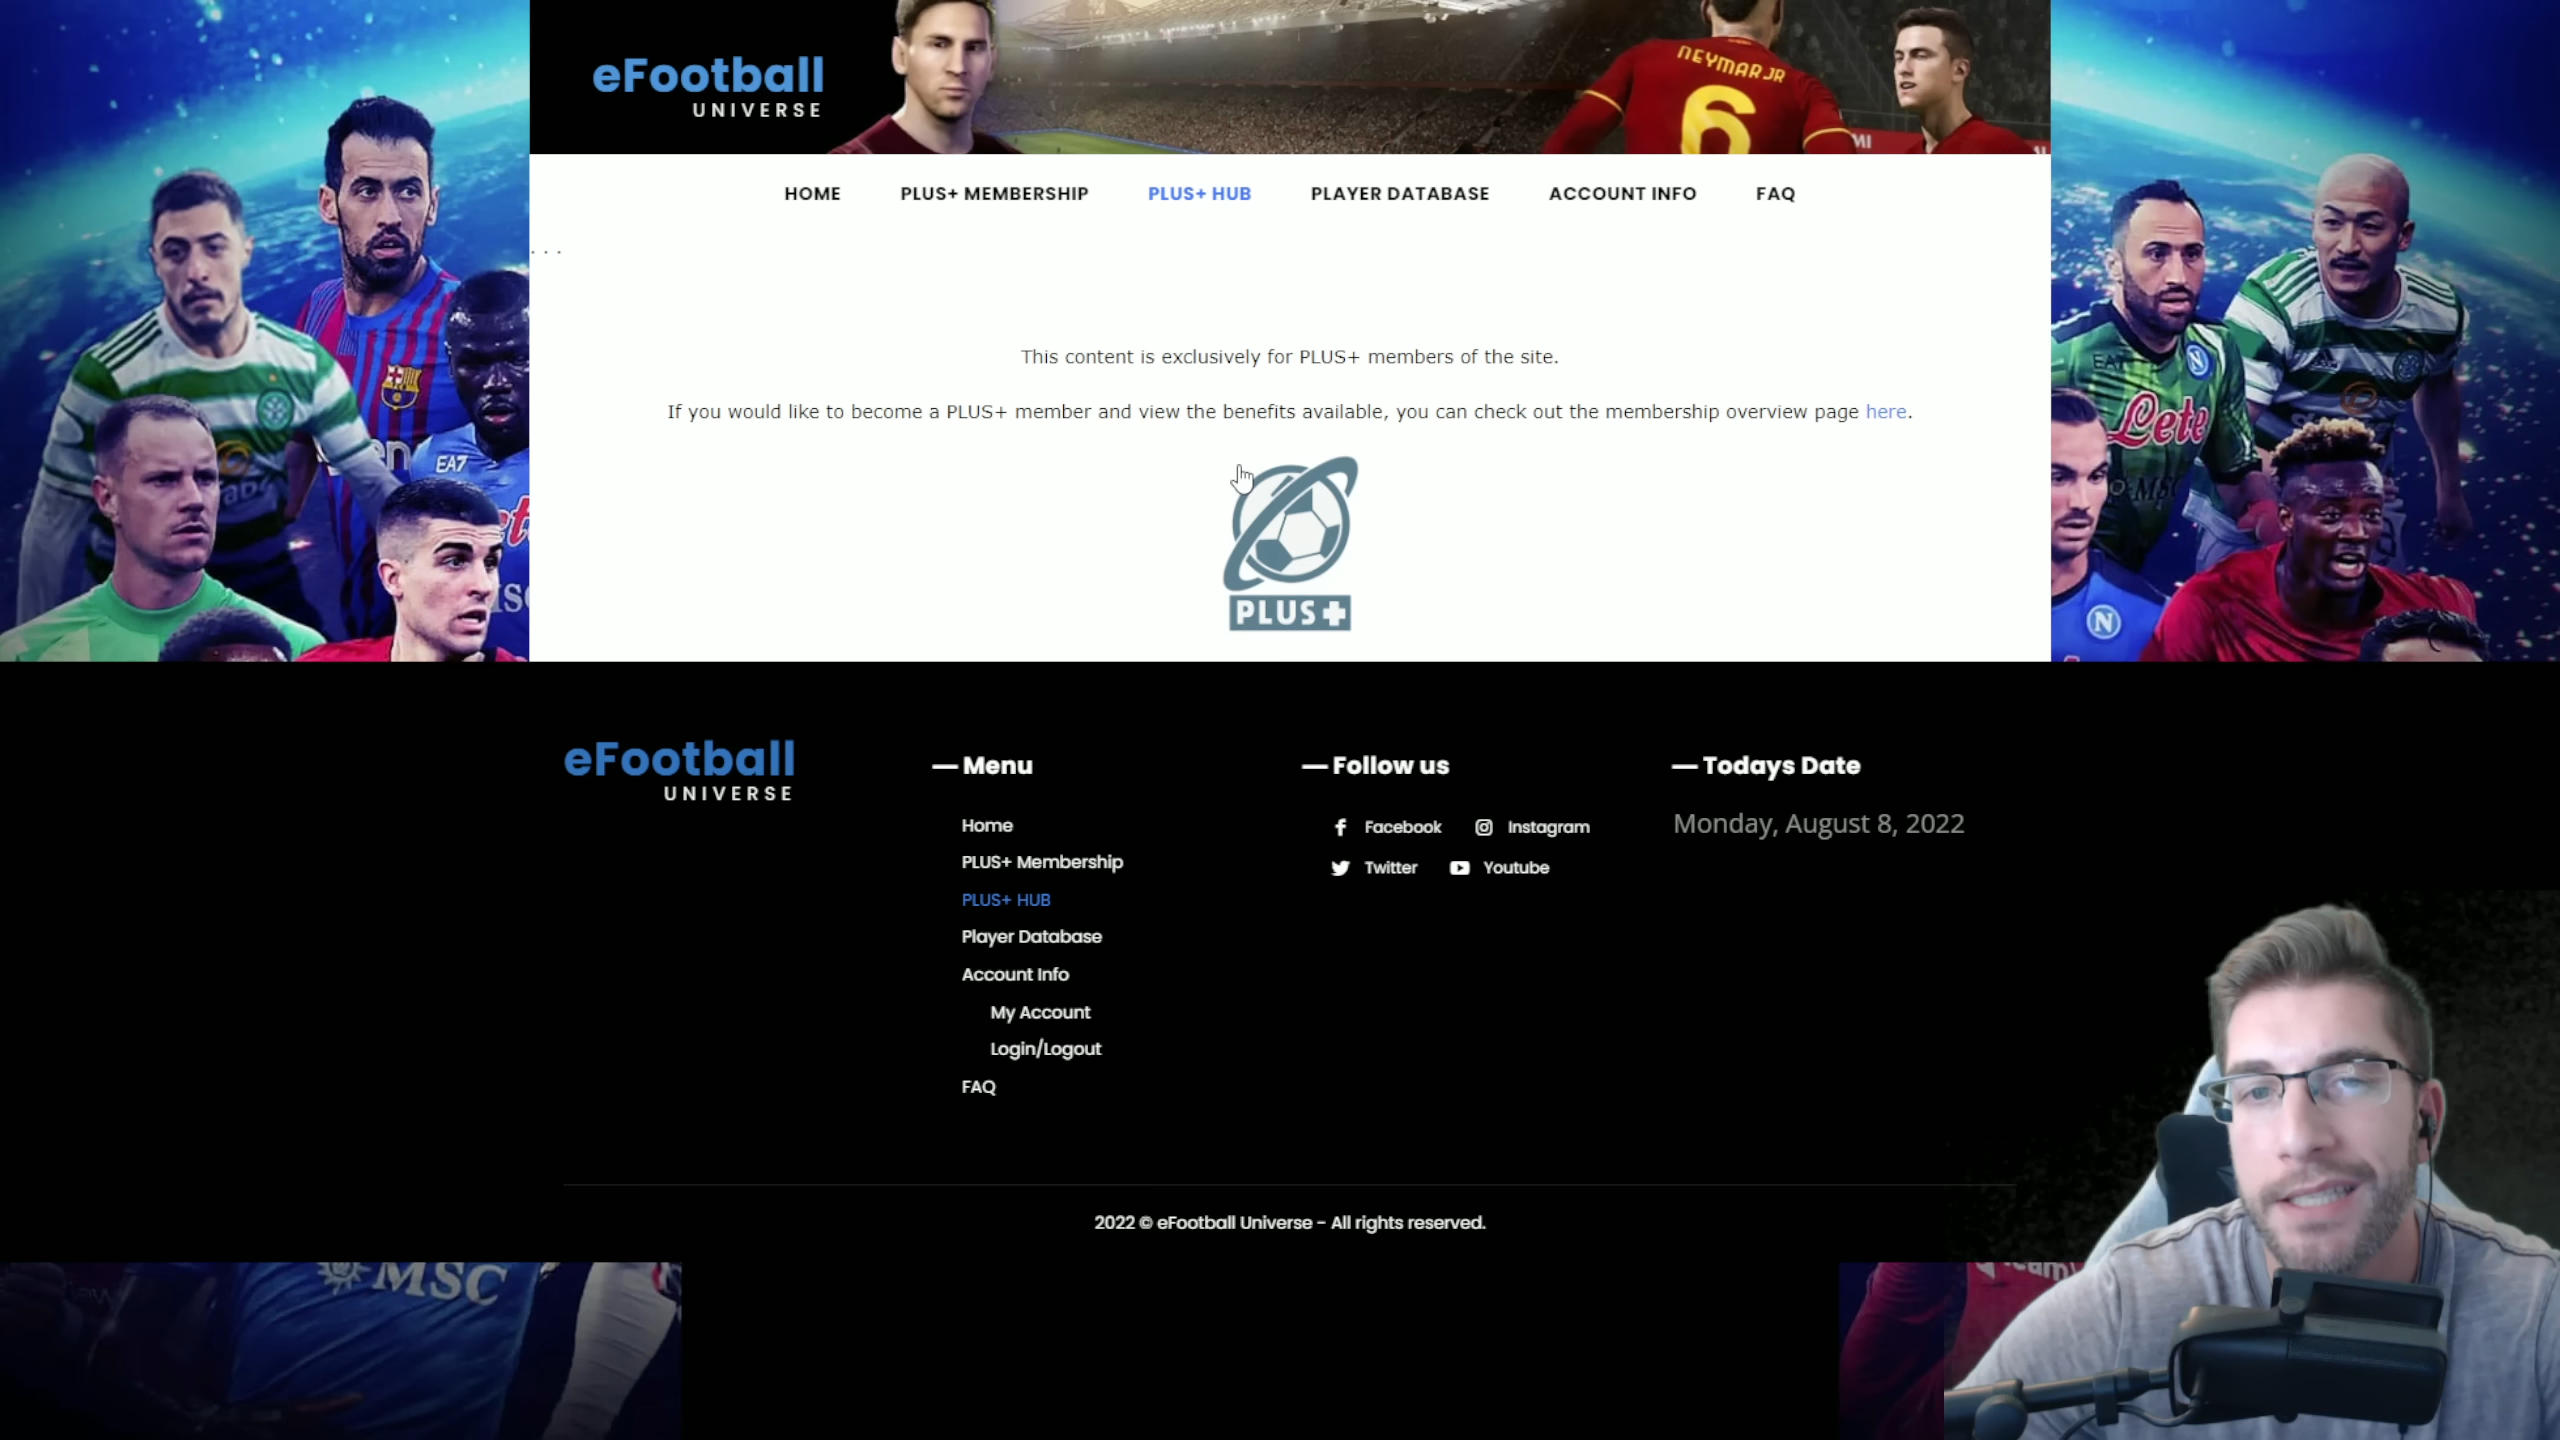 eFootball
UNIVERSE
NEYMAR JR
6
MI
HOME PLUS+ MEMBERSHIP PLUS+ HUB PLAYER DATABASE ACCOUNT INFO FAQ
. . .
This content is exclusively for PLUS+ members of the site.
If you would like to become a PLUS+ member and view the benefits available, you can check out the membership overview page here.
PLUS+
EA7
N
Lete
MSC
N
eFootball
UNIVERSE
Menu
Home
PLUS+ Membership
PLUS+ HUB
Player Database
Account Info
My Account
Login/Logout
FAQ
Follow us
Facebook Instagram
Twitter Youtube
Todays Date
Monday, August 8, 2022
2022 © eFootball Universe - All rights reserved.
MSC